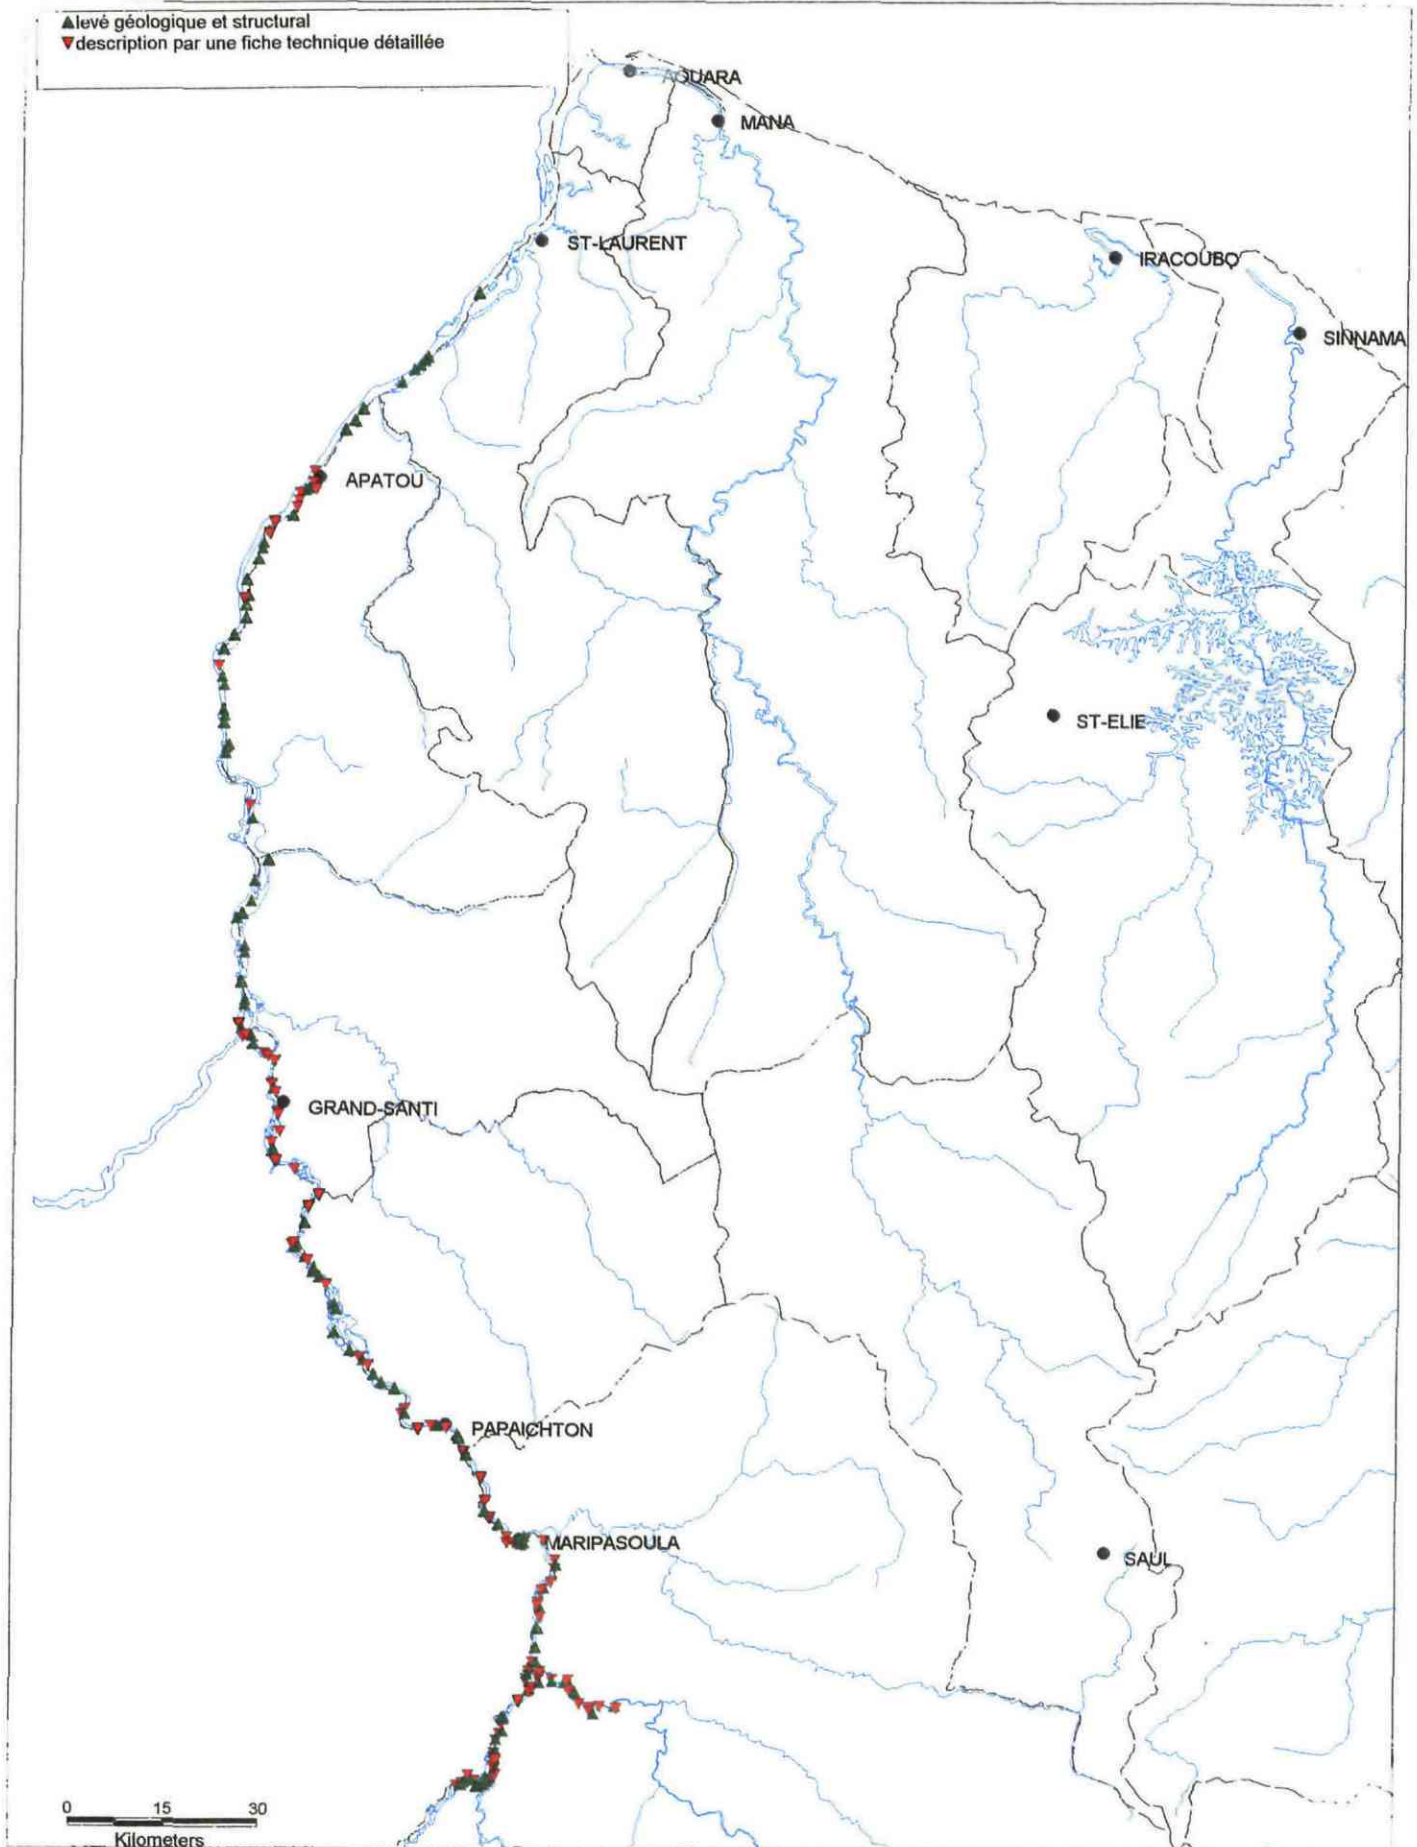 ▲levé géologique et structural
▼description par une fiche technique détaillée
AOUARA
MANA
ST-LAURENT
IRACOUBO
SINNAMA
APATOU
ST-ELIE
GRAND-SANTI
PAPAICHTON
MARIPASOULA
SAUL
0 15 30
Kilometers